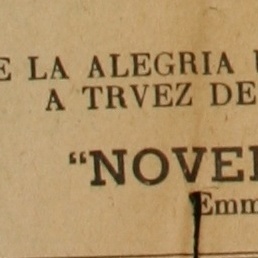 E LA ALEGRIA
A TRVEZ DE
"NOVE
Emm